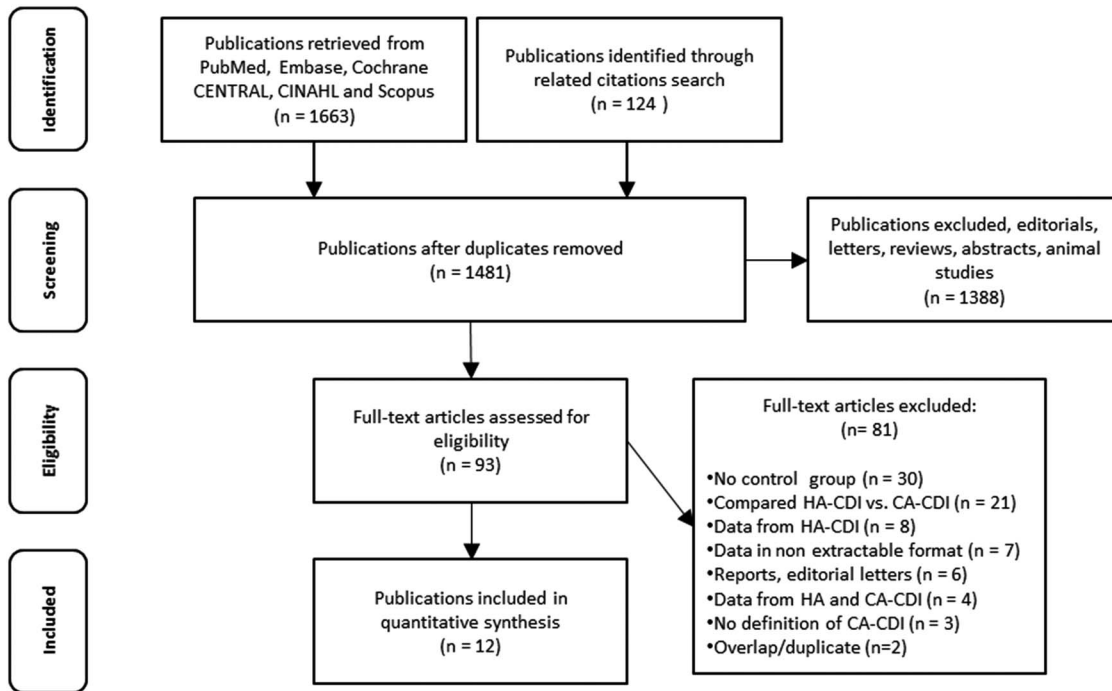 Identification
Publications retrieved from
PubMed, Embase, Cochrane
CENTRAL, CINAHL and Scopus
(n = 1663)
Publications identified through
related citations search
(n = 124 )
Screening
Publications after duplicates removed
(n = 1481)
Publications excluded, editorials,
letters, reviews, abstracts, animal
studies
(n = 1388)
Eligibility
Full-text articles assessed for
eligibility
(n = 93)
Full-text articles excluded:
(n= 81)
•No control group (n = 30)
•Compared HA-CDI vs. CA-CDI (n = 21)
•Data from HA-CDI (n = 8)
•Data in non extractable format (n = 7)
•Reports, editorial letters (n = 6)
•Data from HA and CA-CDI (n = 4)
•No definition of CA-CDI (n = 3)
•Overlap/duplicate (n=2)
Included
Publications included in
quantitative synthesis
(n = 12)